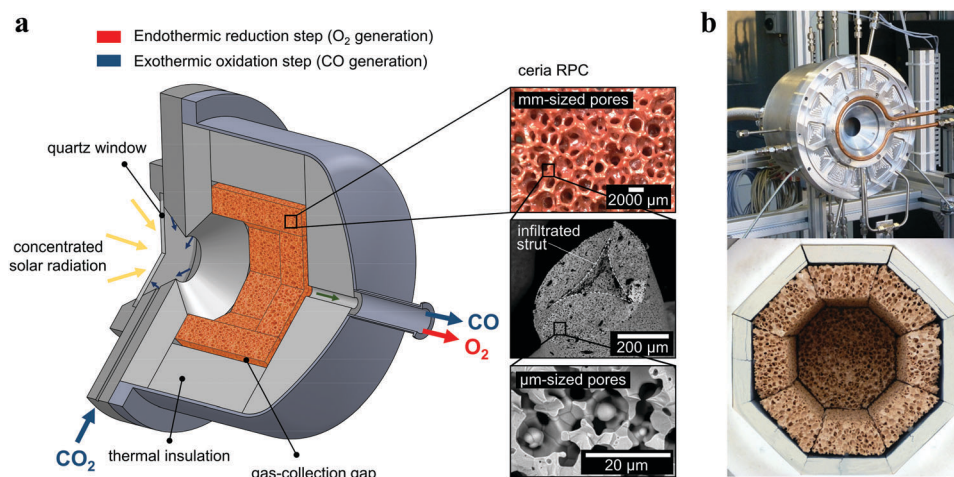 a
Endothermic reduction step (O₂ generation)
Exothermic oxidation step (CO generation)
quartz window
concentrated
solar radiation
CO₂
thermal insulation
gas-collection gap
CO
O₂
ceria RPC
mm-sized pores
2000 µm
infiltrated
strut
200 µm
µm-sized pores
20 µm
b